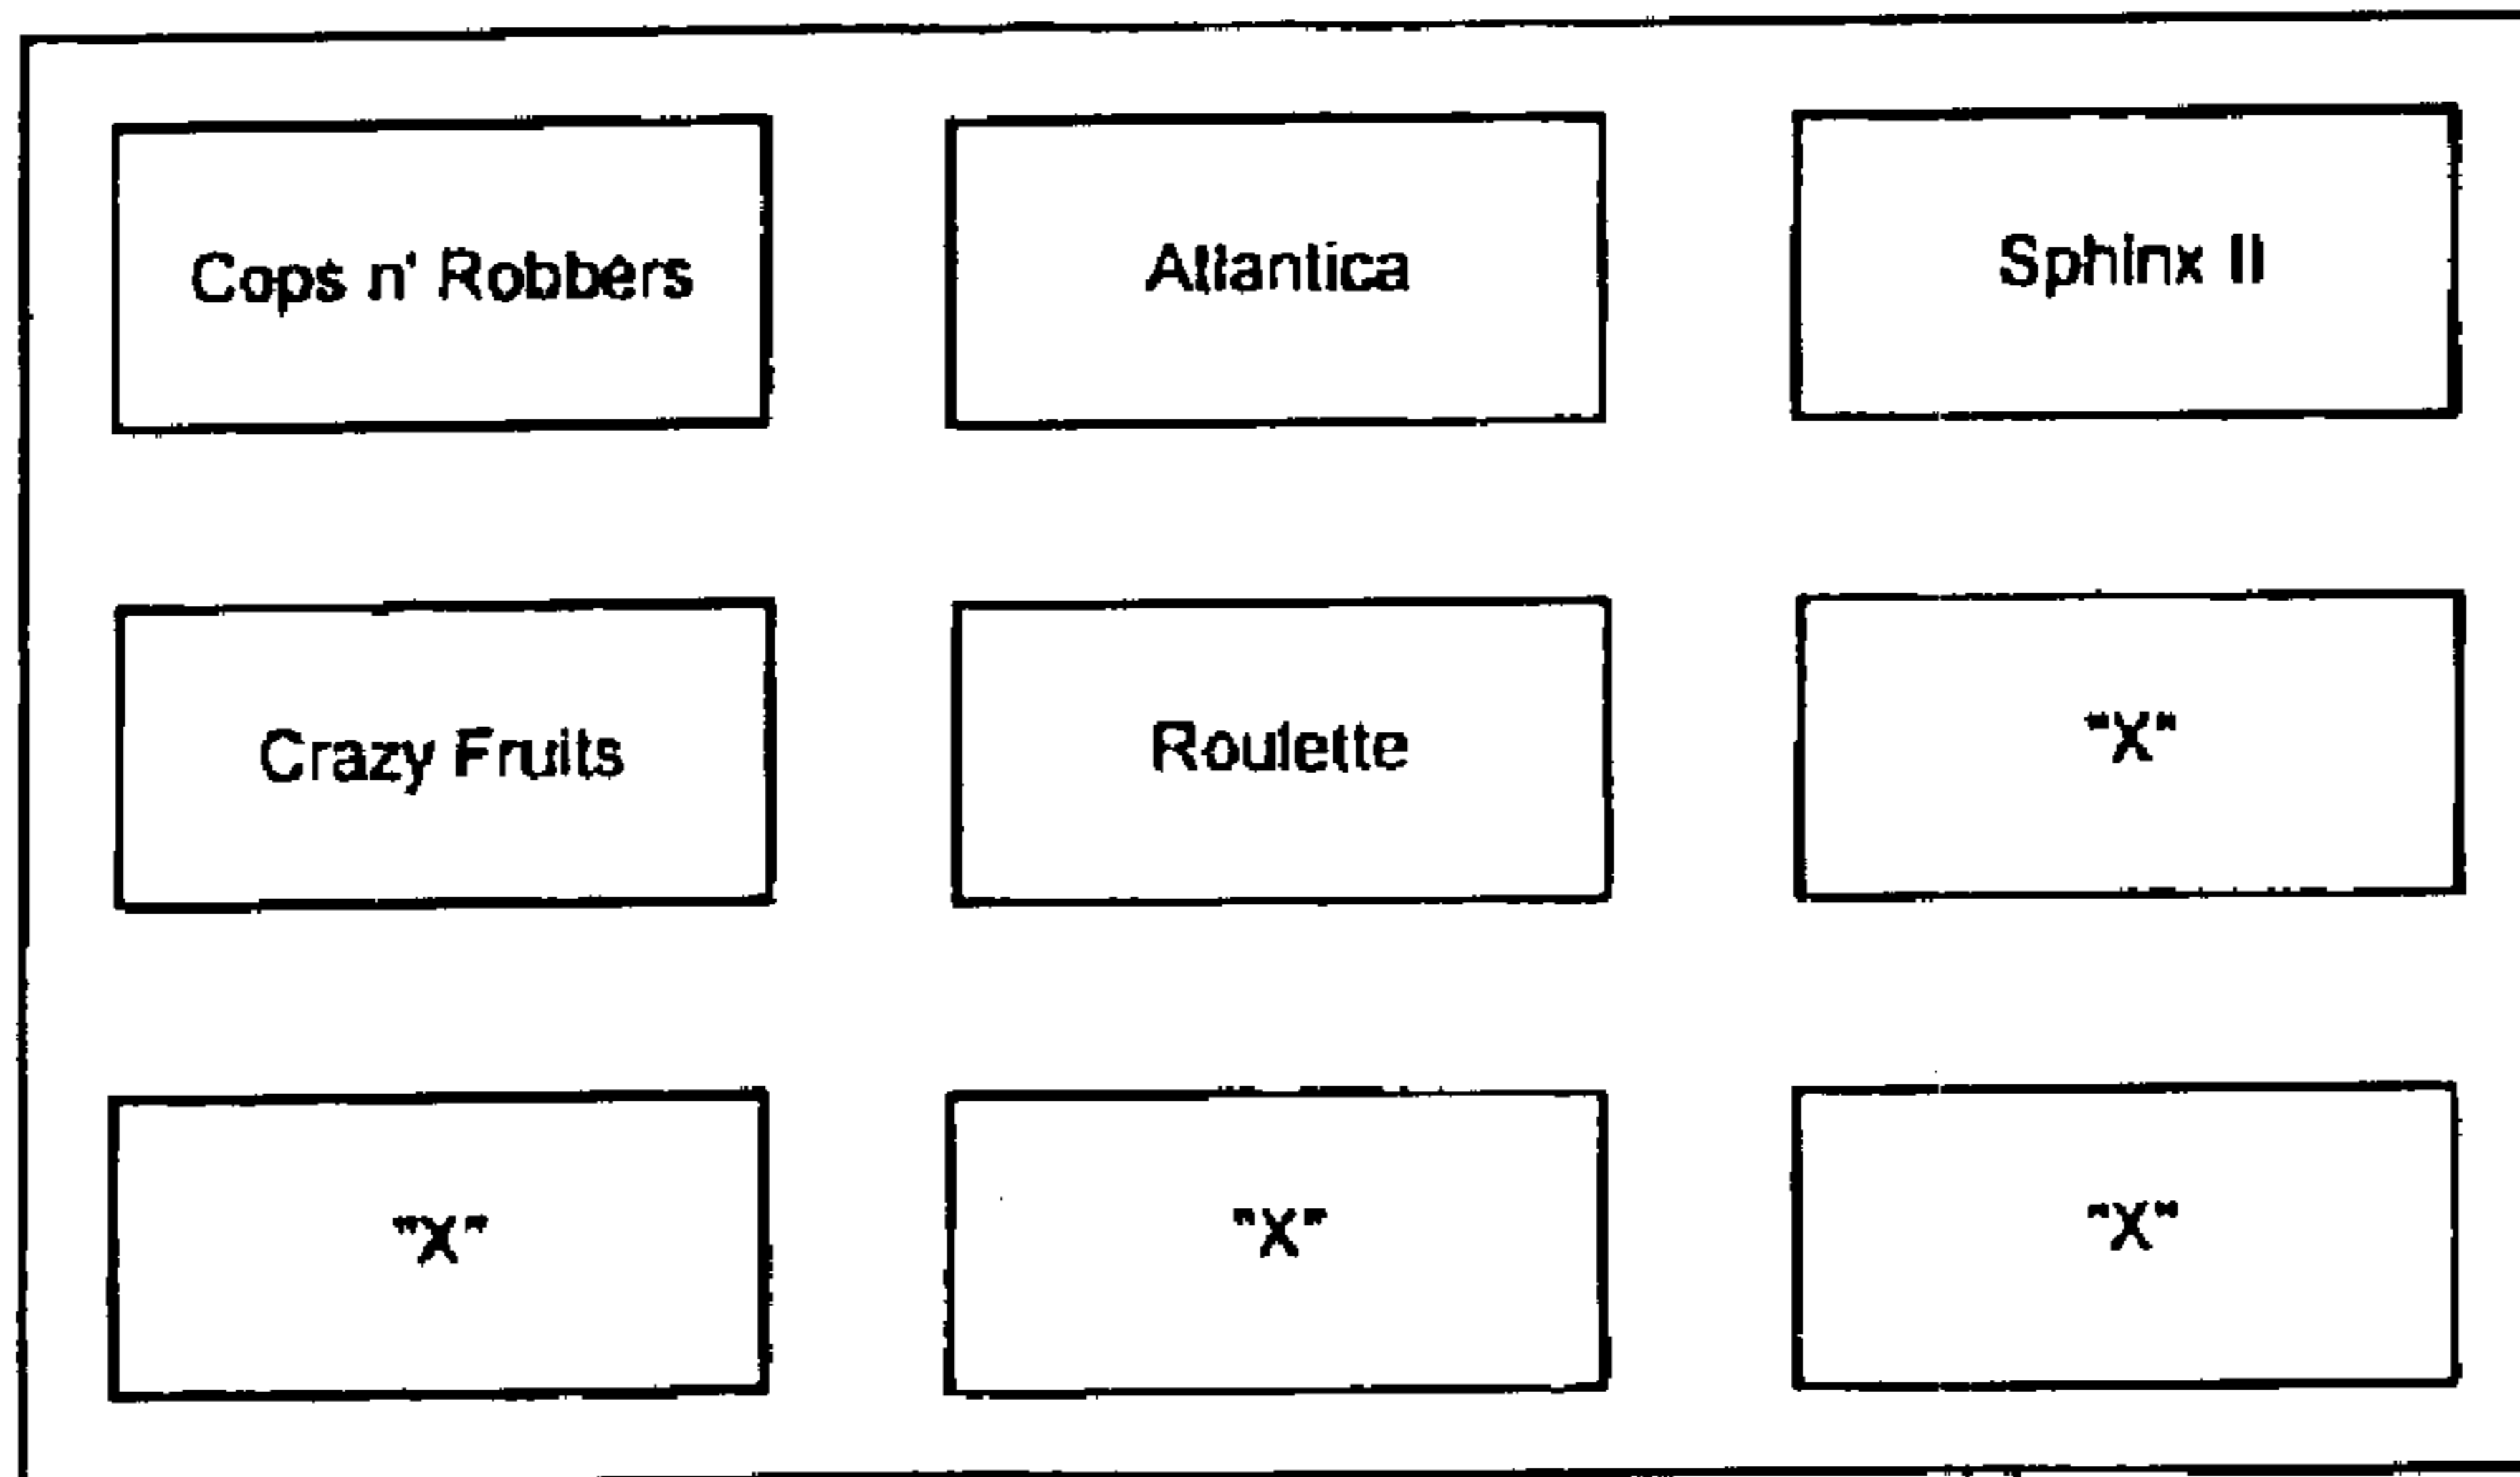 Cops n' Robbers
Atlantica
Sphinx II
Crazy Fruits
Roulette
"X"
"X"
"X"
"X"